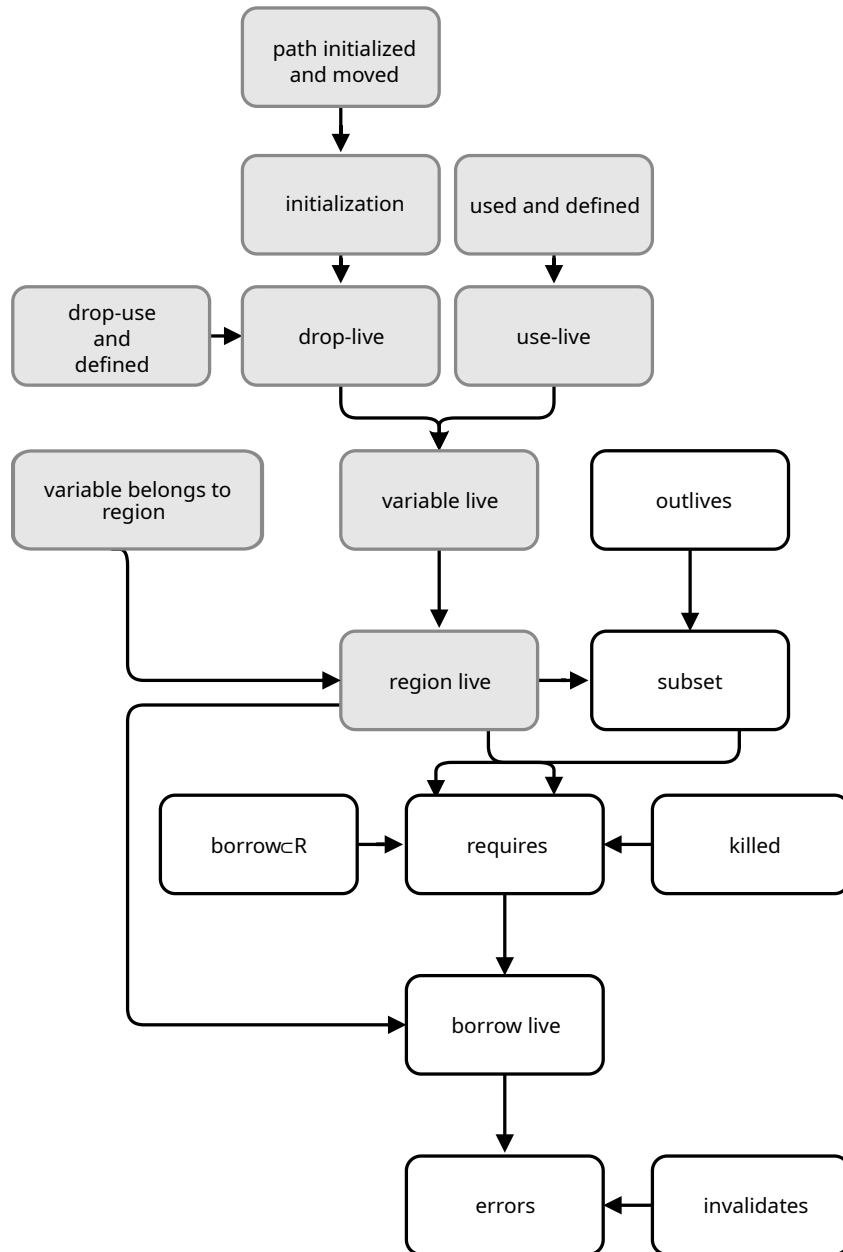 path initialized
and moved
initialization
used and defined
drop-use
and
defined
drop-live
use-live
variable belongs to
region
variable live
outlives
region live
subset
borrow⊂R
requires
killed
borrow live
errors
invalidates